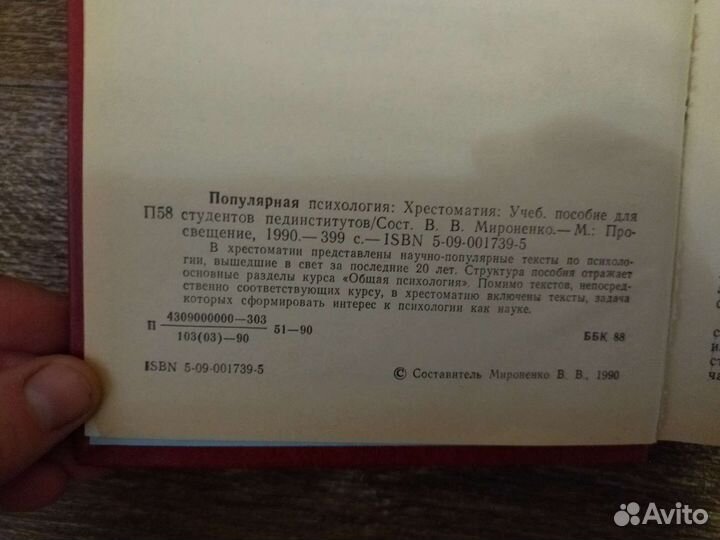 Популярная психология: Хрестоматия: Учеб. пособие для
П58 студентов пединститутов/Сост. В. В. Мироненко.— М.: Про-
свещение, 1990.— 399 с.— ISBN 5-09-001739-5
В хрестоматии представлены научно-популярные тексты по психоло-
гии, вышедшие в свет за последние 20 лет. Структура пособия отражает
основные разделы курса «Общая психология». Помимо текстов, непосред-
ственно соответствующих курсу, в хрестоматию включены тексты, задача
которых сформировать интерес к психологии как науке.
П 4309000000—303 51—90
103(03)—90
ББК 88
ISBN 5-09-001739-5
© Составитель Мироненко В. В., 1990
Avito